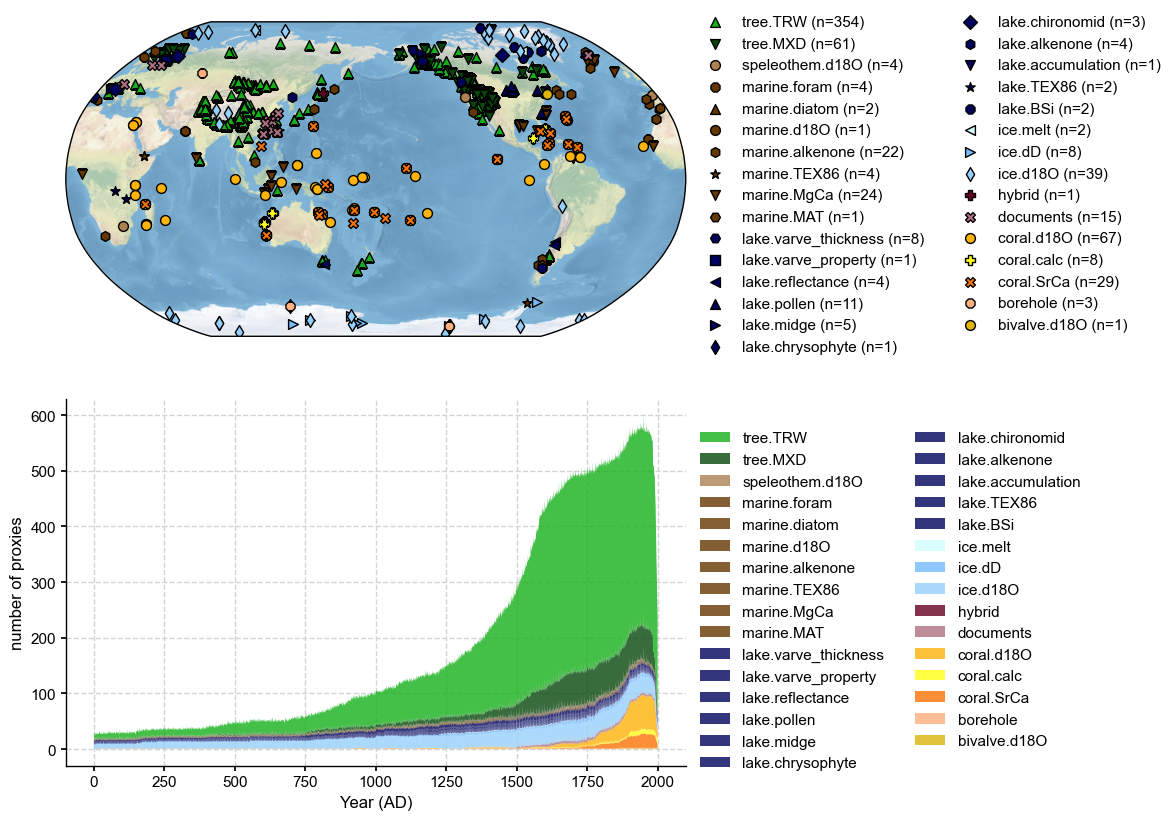 tree.TRW (n=354)
tree.MXD (n=61)
speleothem.d18O (n=4)
marine.foram (n=4)
marine.diatom (n=2)
marine.d18O (n=1)
marine.alkenone (n=22)
marine.TEX86 (n=4)
marine.MgCa (n=24)
marine.MAT (n=1)
lake.varve_thickness (n=8)
lake.varve_property (n=1)
lake.reflectance (n=4)
lake.pollen (n=11)
lake.midge (n=5)
lake.chrysophyte (n=1)
lake.chironomid (n=3)
lake.alkenone (n=4)
lake.accumulation (n=1)
lake.TEX86 (n=2)
lake.BSi (n=2)
ice.melt (n=2)
ice.dD (n=8)
ice.d18O (n=39)
hybrid (n=1)
documents (n=15)
coral.d18O (n=67)
coral.calc (n=8)
coral.SrCa (n=29)
borehole (n=3)
bivalve.d18O (n=1)
number of proxies
600
500
400
300
200
100
0
0 250 500 750 1000 1250 1500 1750 2000
Year (AD)
tree.TRW
tree.MXD
speleothem.d18O
marine.foram
marine.diatom
marine.d18O
marine.alkenone
marine.TEX86
marine.MgCa
marine.MAT
lake.varve_thickness
lake.varve_property
lake.reflectance
lake.pollen
lake.midge
lake.chrysophyte
lake.chironomid
lake.alkenone
lake.accumulation
lake.TEX86
lake.BSi
ice.melt
ice.dD
ice.d18O
hybrid
documents
coral.d18O
coral.calc
coral.SrCa
borehole
bivalve.d18O